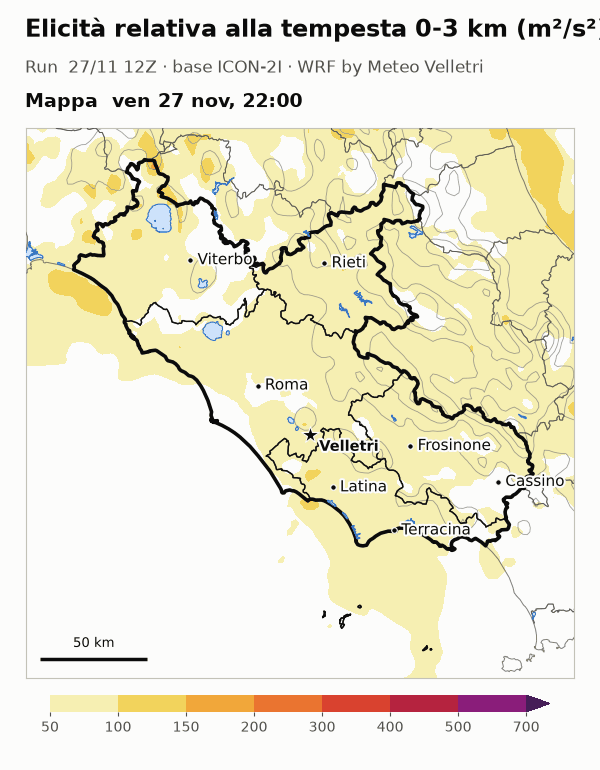 Elicità relativa alla tempesta 0-3 km (m²/s²)
Run  27/11 12Z · base ICON-2I · WRF by Meteo Velletri
Mappa  ven 27 nov, 22:00
Viterbo
Rieti
Roma
Velletri
Frosinone
Cassino
Latina
Terracina
50 km
50 100 150 200 300 400 500 700